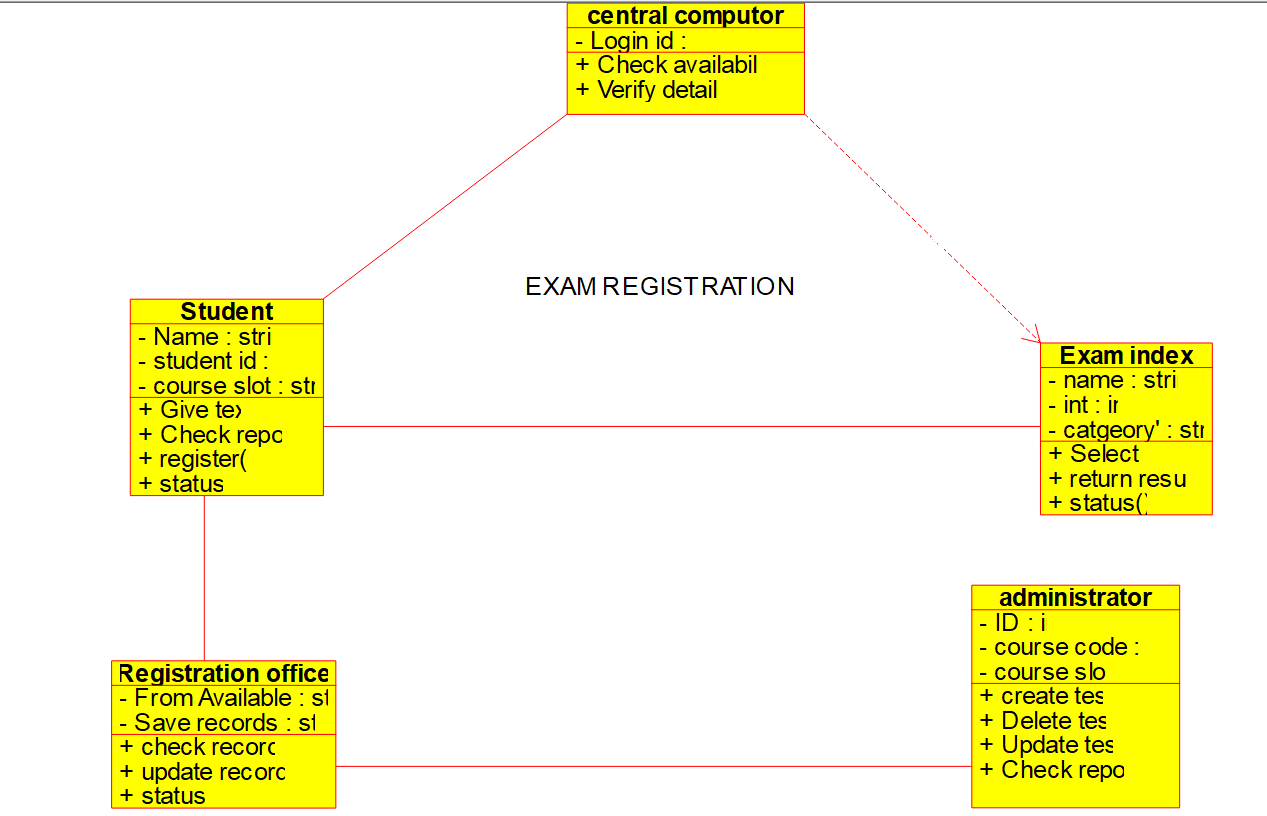 central computor
- Login id :
+ Check availabil
+ Verify detail
EXAM REGISTRATION
Student
- Name : stri
- student id :
- course slot : str
+ Give tex
+ Check repo
+ register(
+ status
Exam index
- name : stri
- int : ir
- catgeory' : str
+ Select
+ return resu
+ status()
administrator
- ID : i
- course code :
- course slo
+ create tes
+ Delete tes
+ Update tes
+ Check repo
Registration office
- From Available : st
- Save records : st
+ check recorc
+ update recorc
+ status